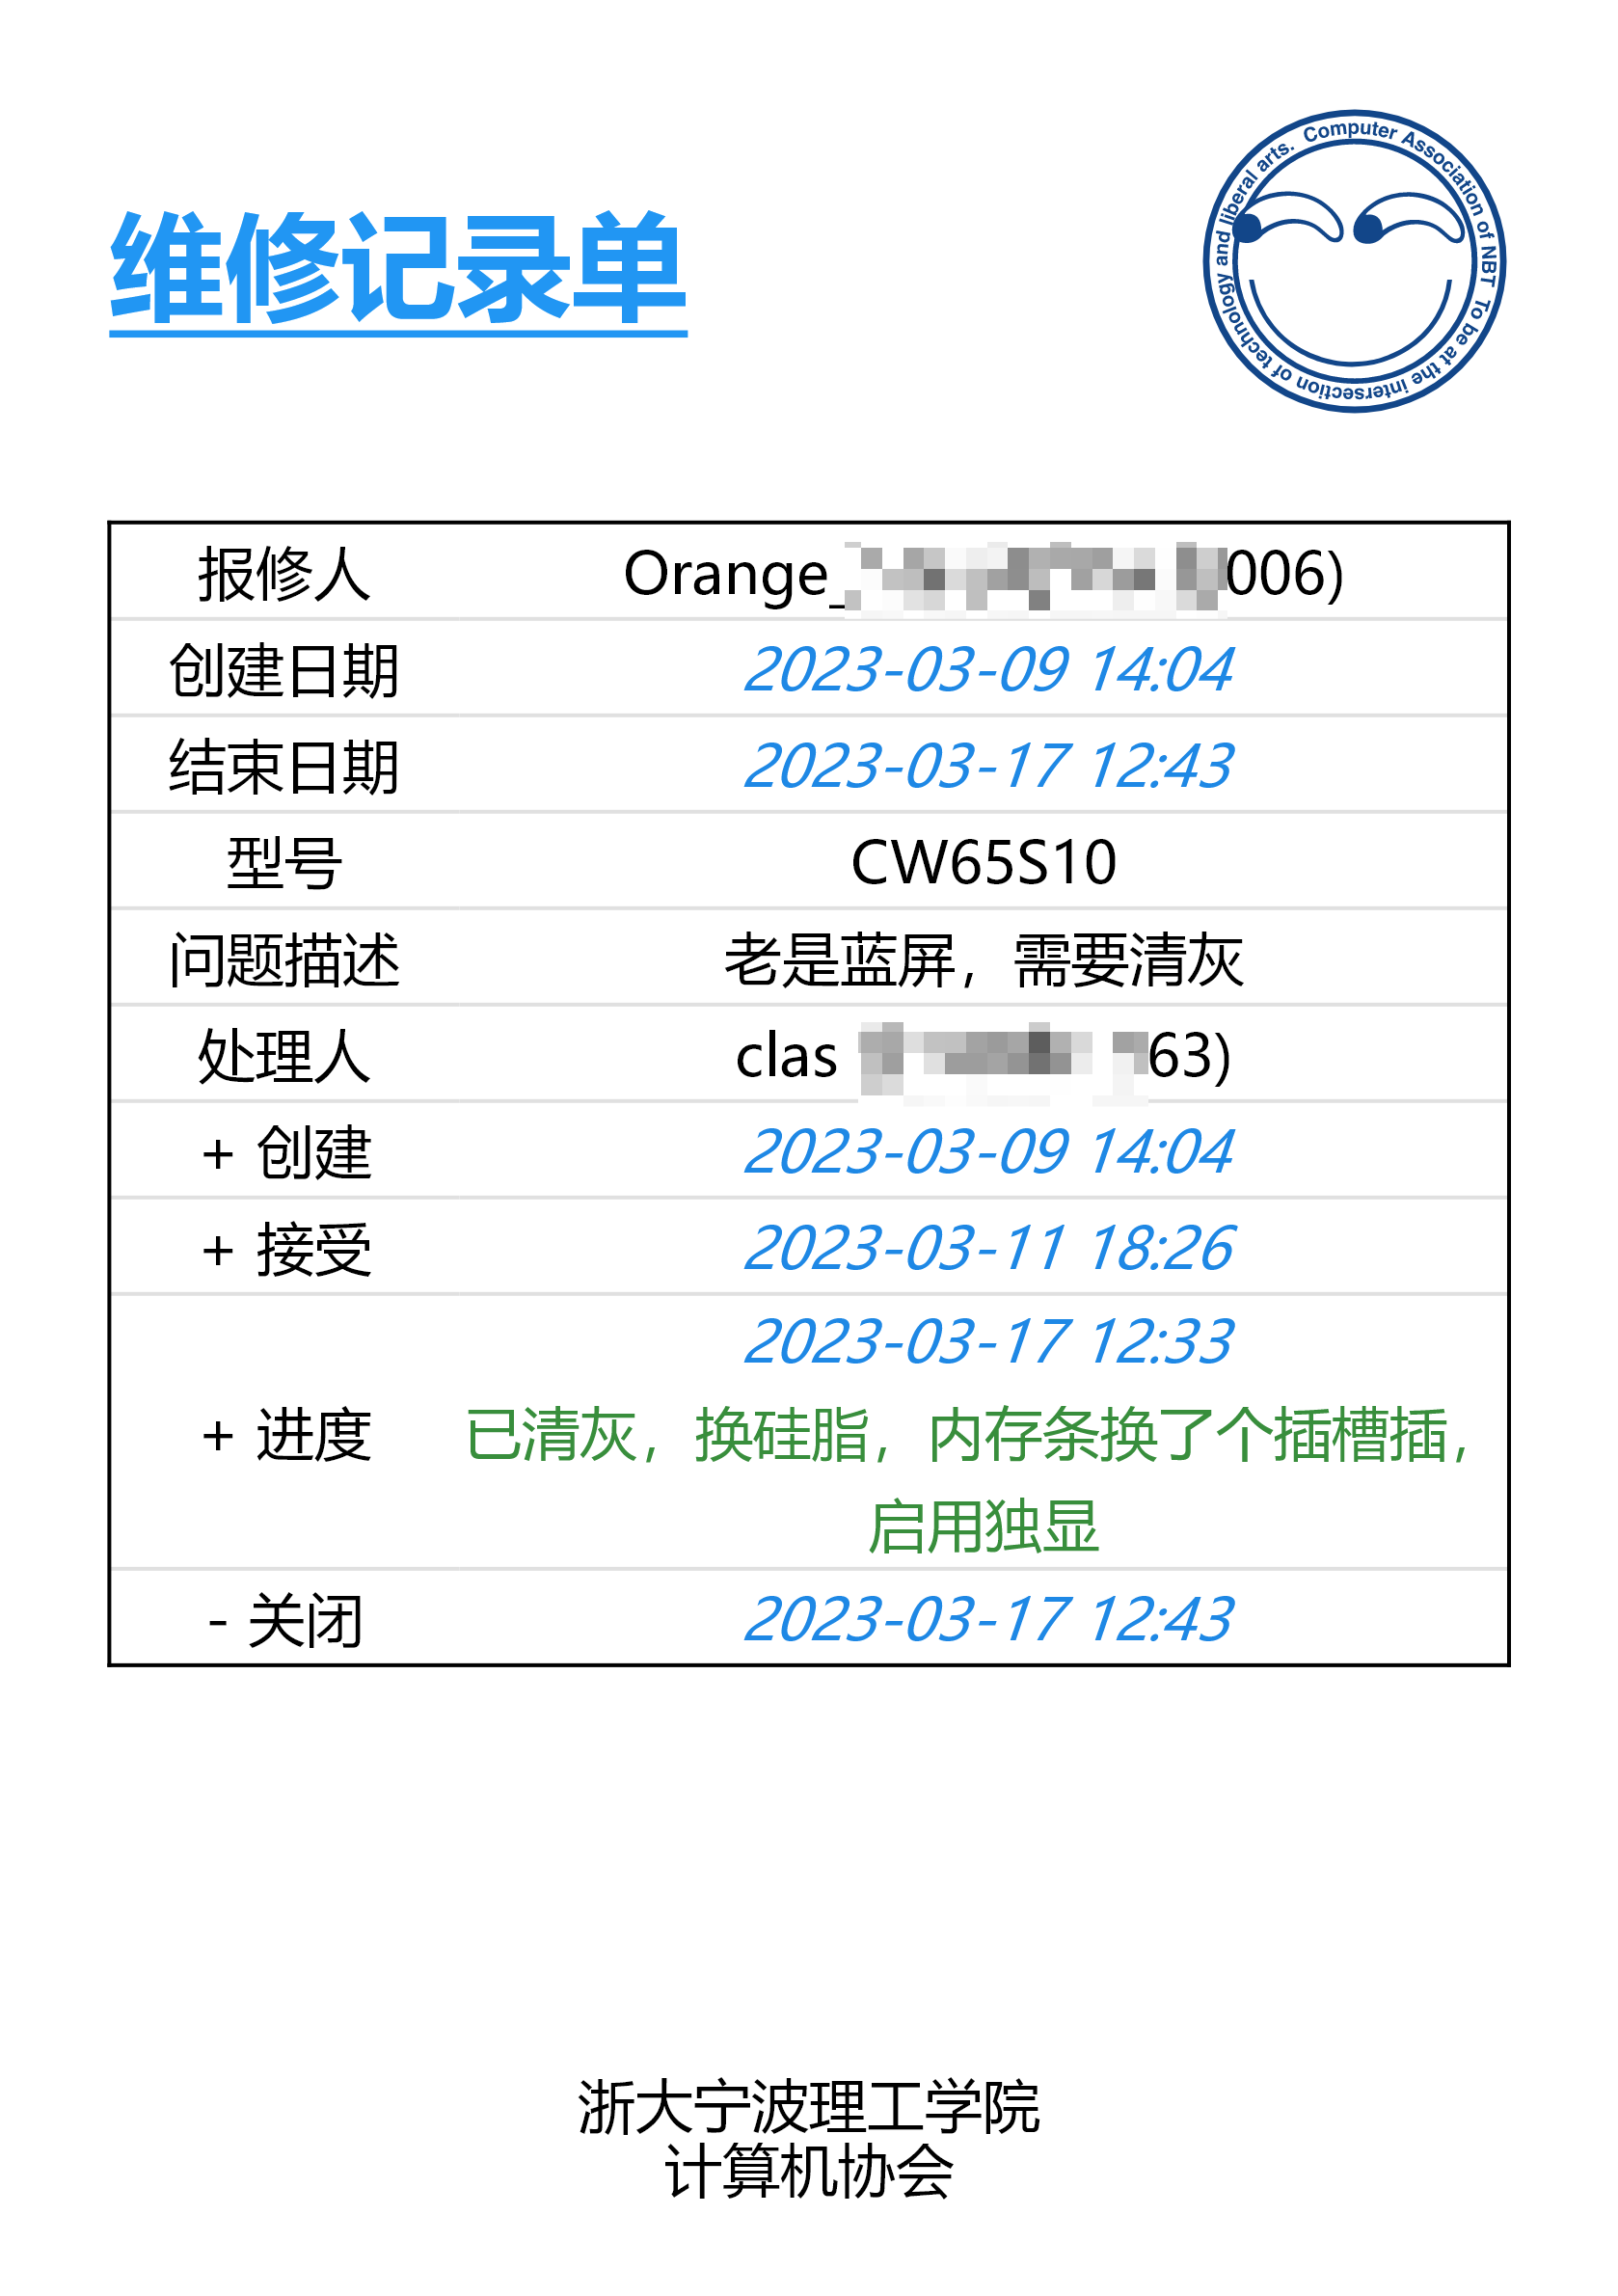 维修记录单
Computer Association of NBT To be at the intersection of technology and liberal arts.
报修人 Orange_ 006)
创建日期 2023-03-09 14:04
结束日期 2023-03-17 12:43
型号 CW65S10
问题描述 老是蓝屏，需要清灰
处理人 clas 63)
+ 创建 2023-03-09 14:04
+ 接受 2023-03-11 18:26
2023-03-17 12:33
+ 进度 已清灰，换硅脂，内存条换了个插槽插，
启用独显
- 关闭 2023-03-17 12:43
浙大宁波理工学院
计算机协会